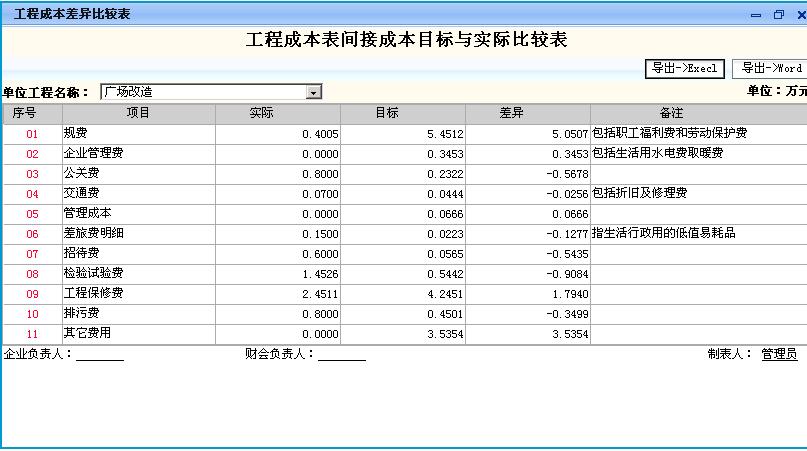 工程成本差异比较表
工程成本表间接成本目标与实际比较表
导出->Execl 导出->Word
单位工程名称： 广场改造 单位：万元
序号 项目 实际 目标 差异 备注
01 规费 0.4005 5.4512 5.0507 包括职工福利费和劳动保护费
02 企业管理费 0.0000 0.3453 0.3453 包括生活用水电费取暖费
03 公关费 0.8000 0.2322 -0.5678
04 交通费 0.0700 0.0444 -0.0256 包括折旧及修理费
05 管理成本 0.0000 0.0666 0.0666
06 差旅费明细 0.1500 0.0223 -0.1277 指生活行政用的低值易耗品
07 招待费 0.6000 0.0565 -0.5435
08 检验试验费 1.4526 0.5442 -0.9084
09 工程保修费 2.4511 4.2451 1.7940
10 排污费 0.8000 0.4501 -0.3499
11 其它费用 0.0000 3.5354 3.5354
企业负责人： 财会负责人： 制表人： 管理员